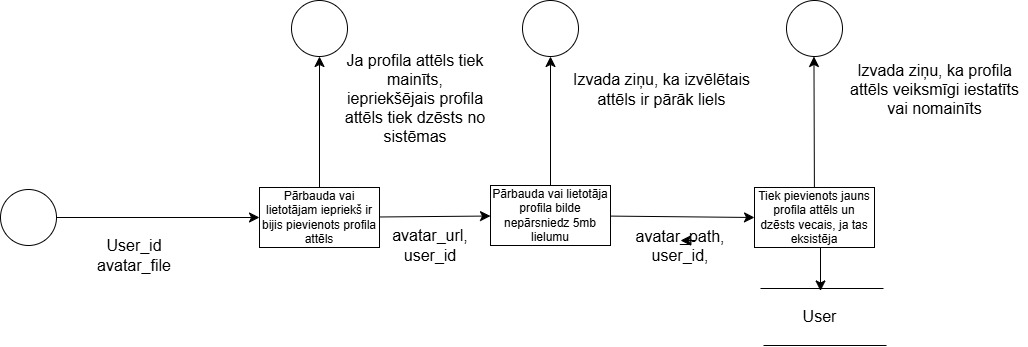 Ja profila attēls tiek
mainīts,
iepriekšējais profila
attēls tiek dzēsts no
sistēmas
Izvada ziņu, ka izvēlētais
attēls ir pārāk liels
Izvada ziņu, ka profila
attēls veiksmīgi iestatīts
vai nomainīts
Pārbauda vai
lietotājam iepriekš ir
bijis pievienots profila
attēls
Pārbauda vai lietotāja
profila bilde
nepārsniedz 5mb
lielumu
Tiek pievienots jauns
profila attēls un
dzēsts vecais, ja tas
eksistēja
User_id
avatar_file
avatar_url,
user_id
avatar_path,
user_id,
User